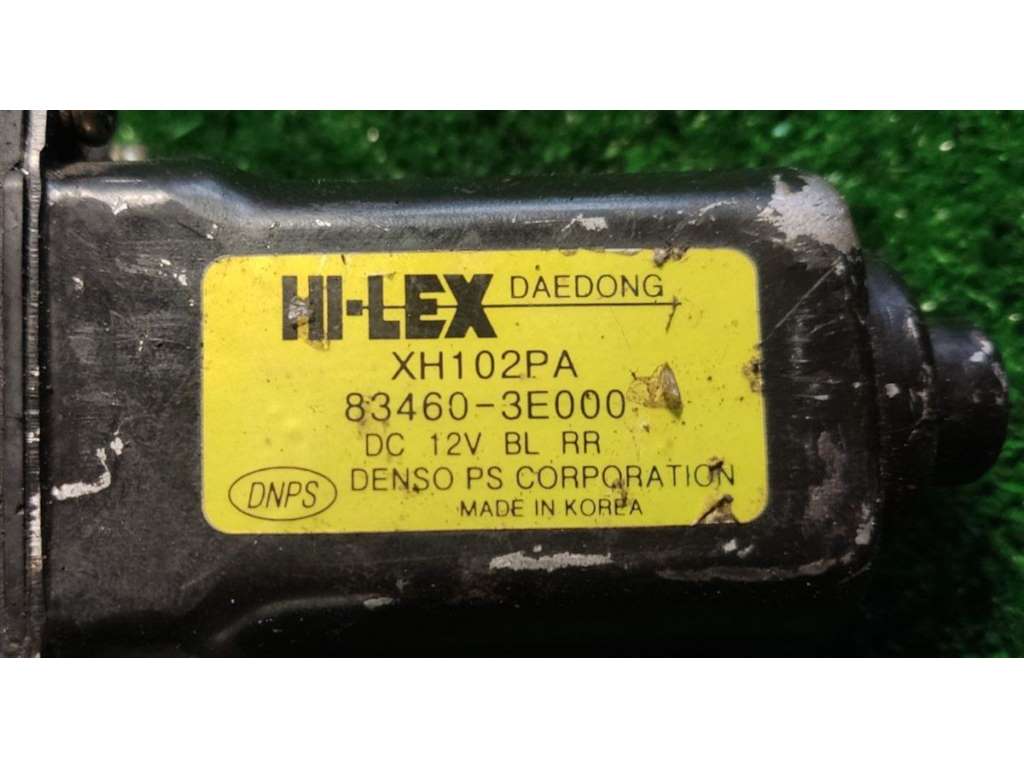 HI-LEX DAEDONG
XH102PA
83460-3E000
DC 12V BL RR
DNPS DENSO PS CORPORATION
MADE IN KOREA